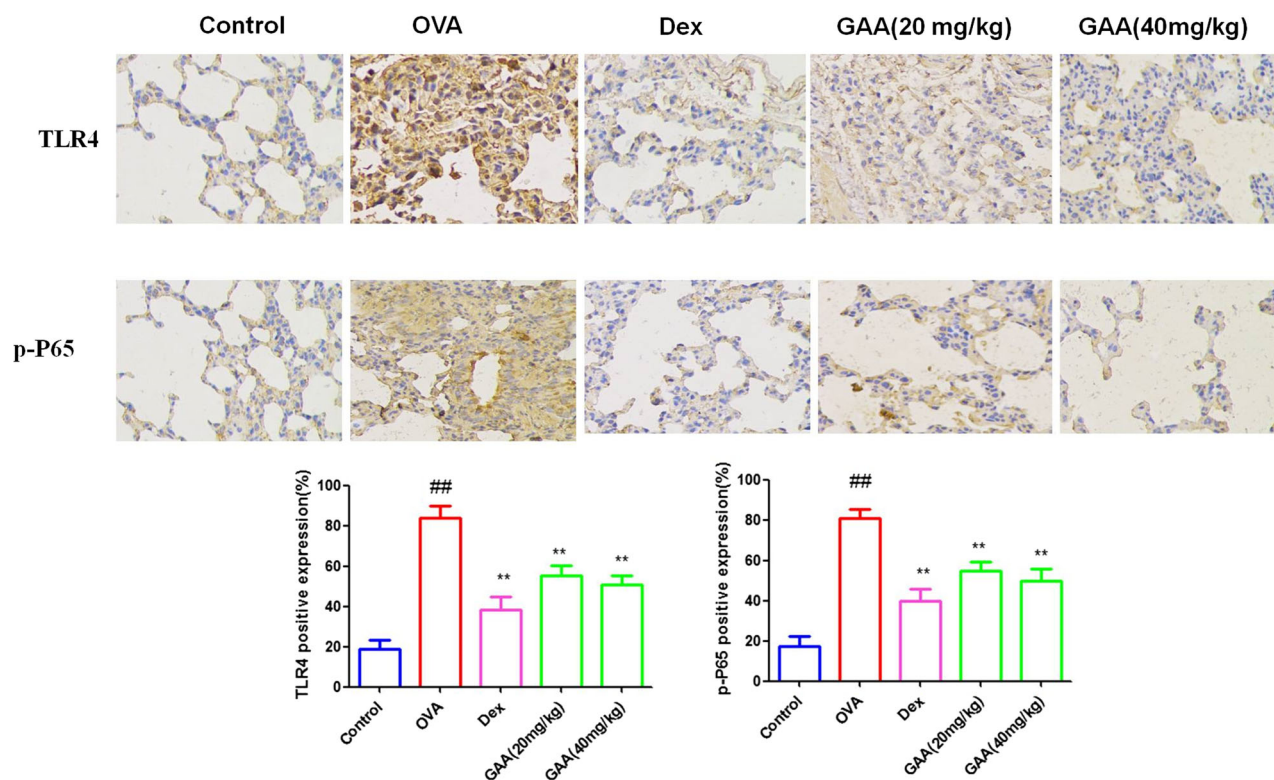 Control OVA Dex GAA(20 mg/kg) GAA(40mg/kg)
TLR4
p-P65
TLR4 positive expression(%)
100
80
60
40
20
0
##
**
**
**
Control
OVA
Dex
GAA(20mg/kg)
GAA(40mg/kg)
p-P65 positive expression(%)
100
80
60
40
20
0
##
**
**
**
Control
OVA
Dex
GAA(20mg/kg)
GAA(40mg/kg)